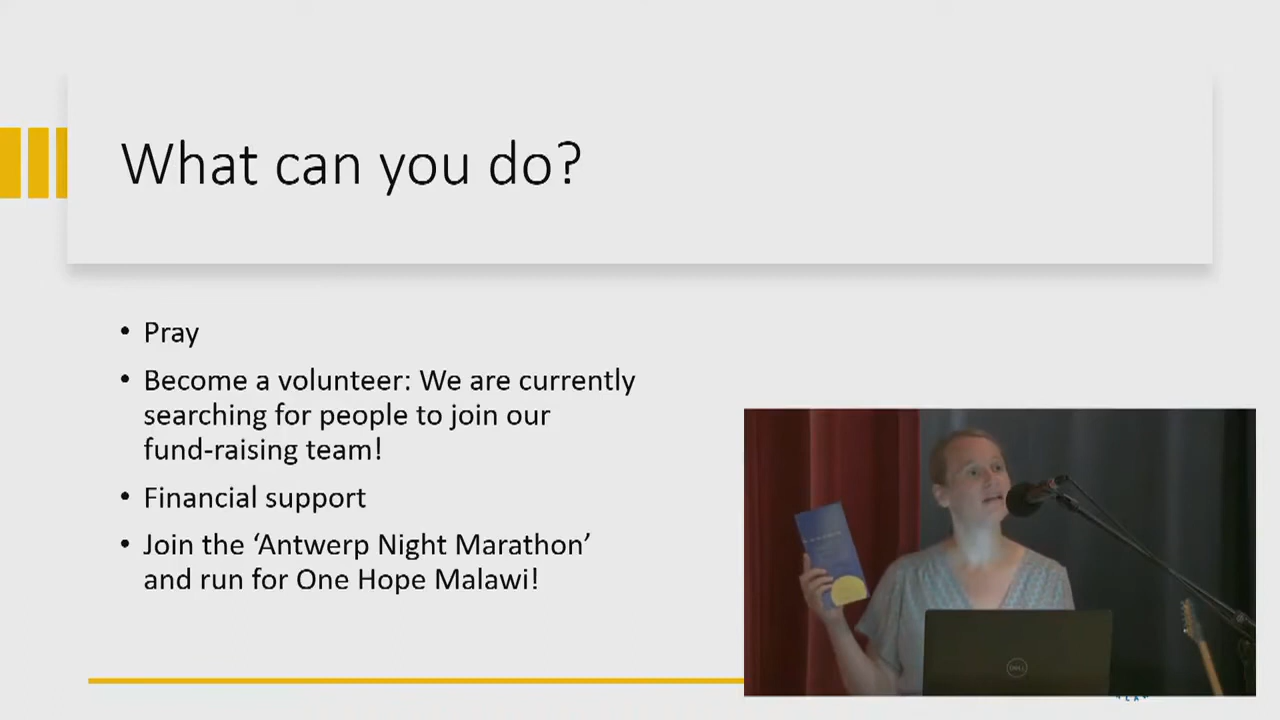 What can you do?
• Pray
• Become a volunteer: We are currently
searching for people to join our
fund-raising team!
• Financial support
• Join the ‘Antwerp Night Marathon’
and run for One Hope Malawi!
DELL